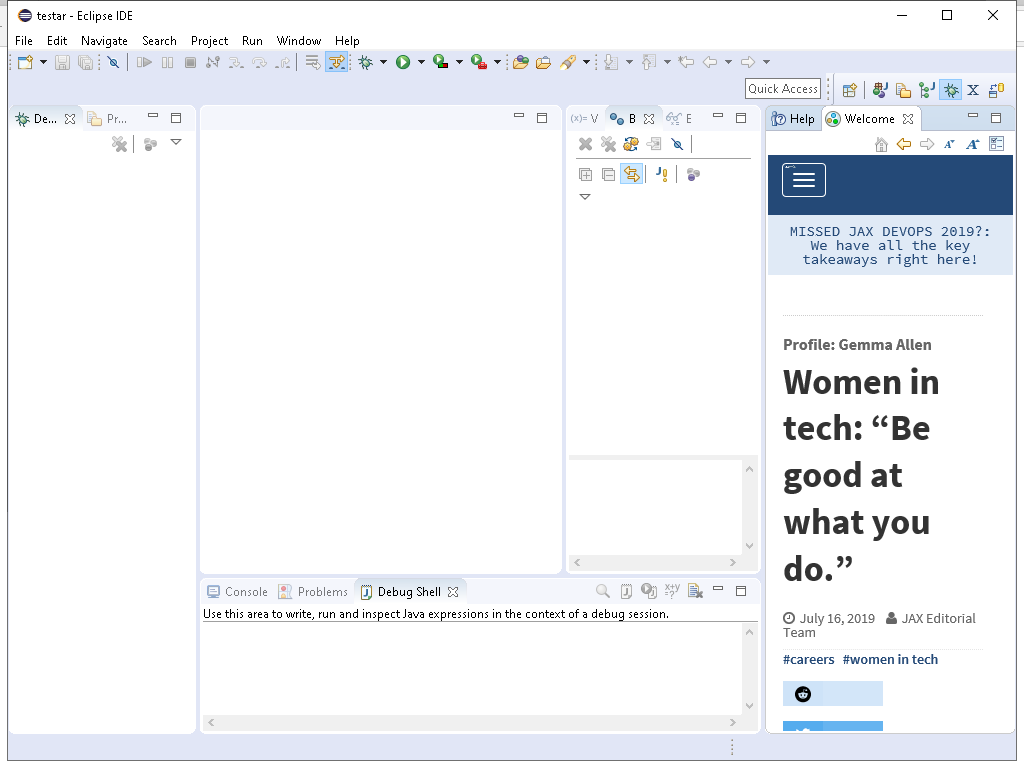 testar - Eclipse IDE
File Edit Navigate Search Project Run Window Help
Quick Access
De... Pr... (x)= V B E Help Welcome
MISSED JAX DEVOPS 2019?:
We have all the key
takeaways right here!
Profile: Gemma Allen
Women in
tech: “Be
good at
what you
do.”
July 16, 2019 JAX Editorial
Team
#careers #women in tech
Console Problems Debug Shell
Use this area to write, run and inspect Java expressions in the context of a debug session.